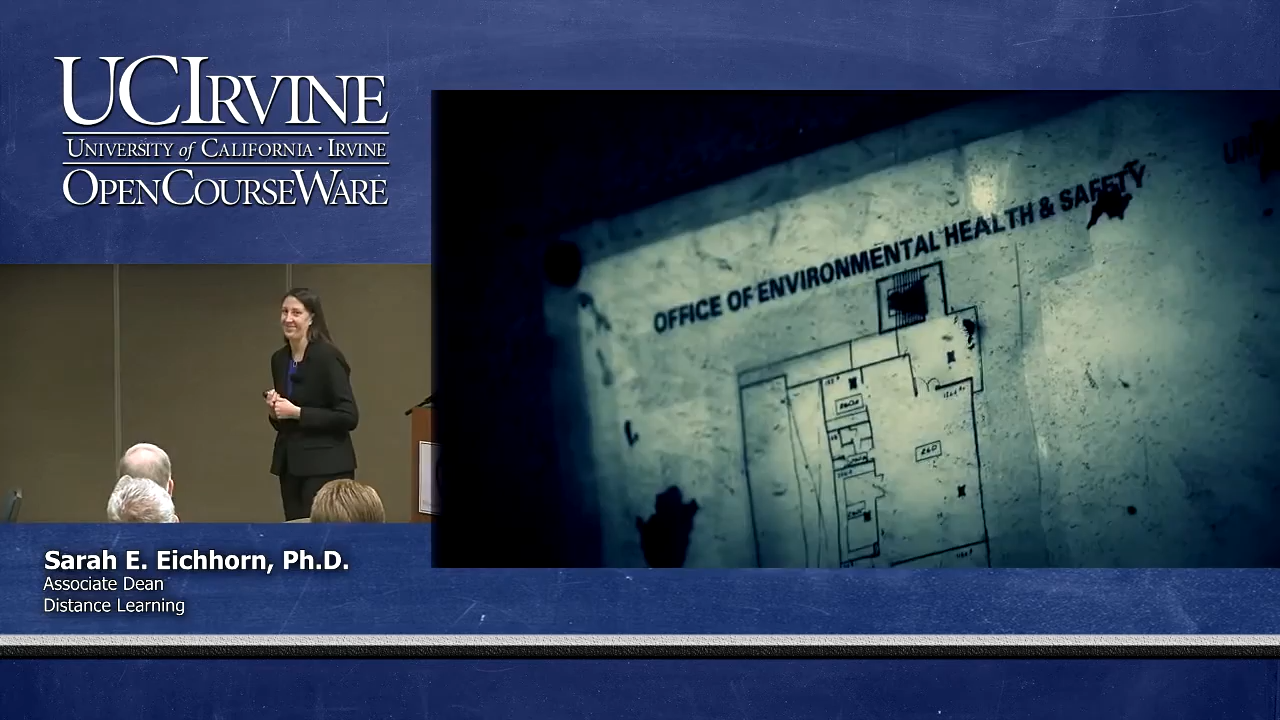 UCIRVINE
UNIVERSITY of CALIFORNIA · IRVINE
OPENCOURSEWARE
OFFICE OF ENVIRONMENTAL HEALTH & SAFETY
Sarah E. Eichhorn, Ph.D.
Associate Dean
Distance Learning